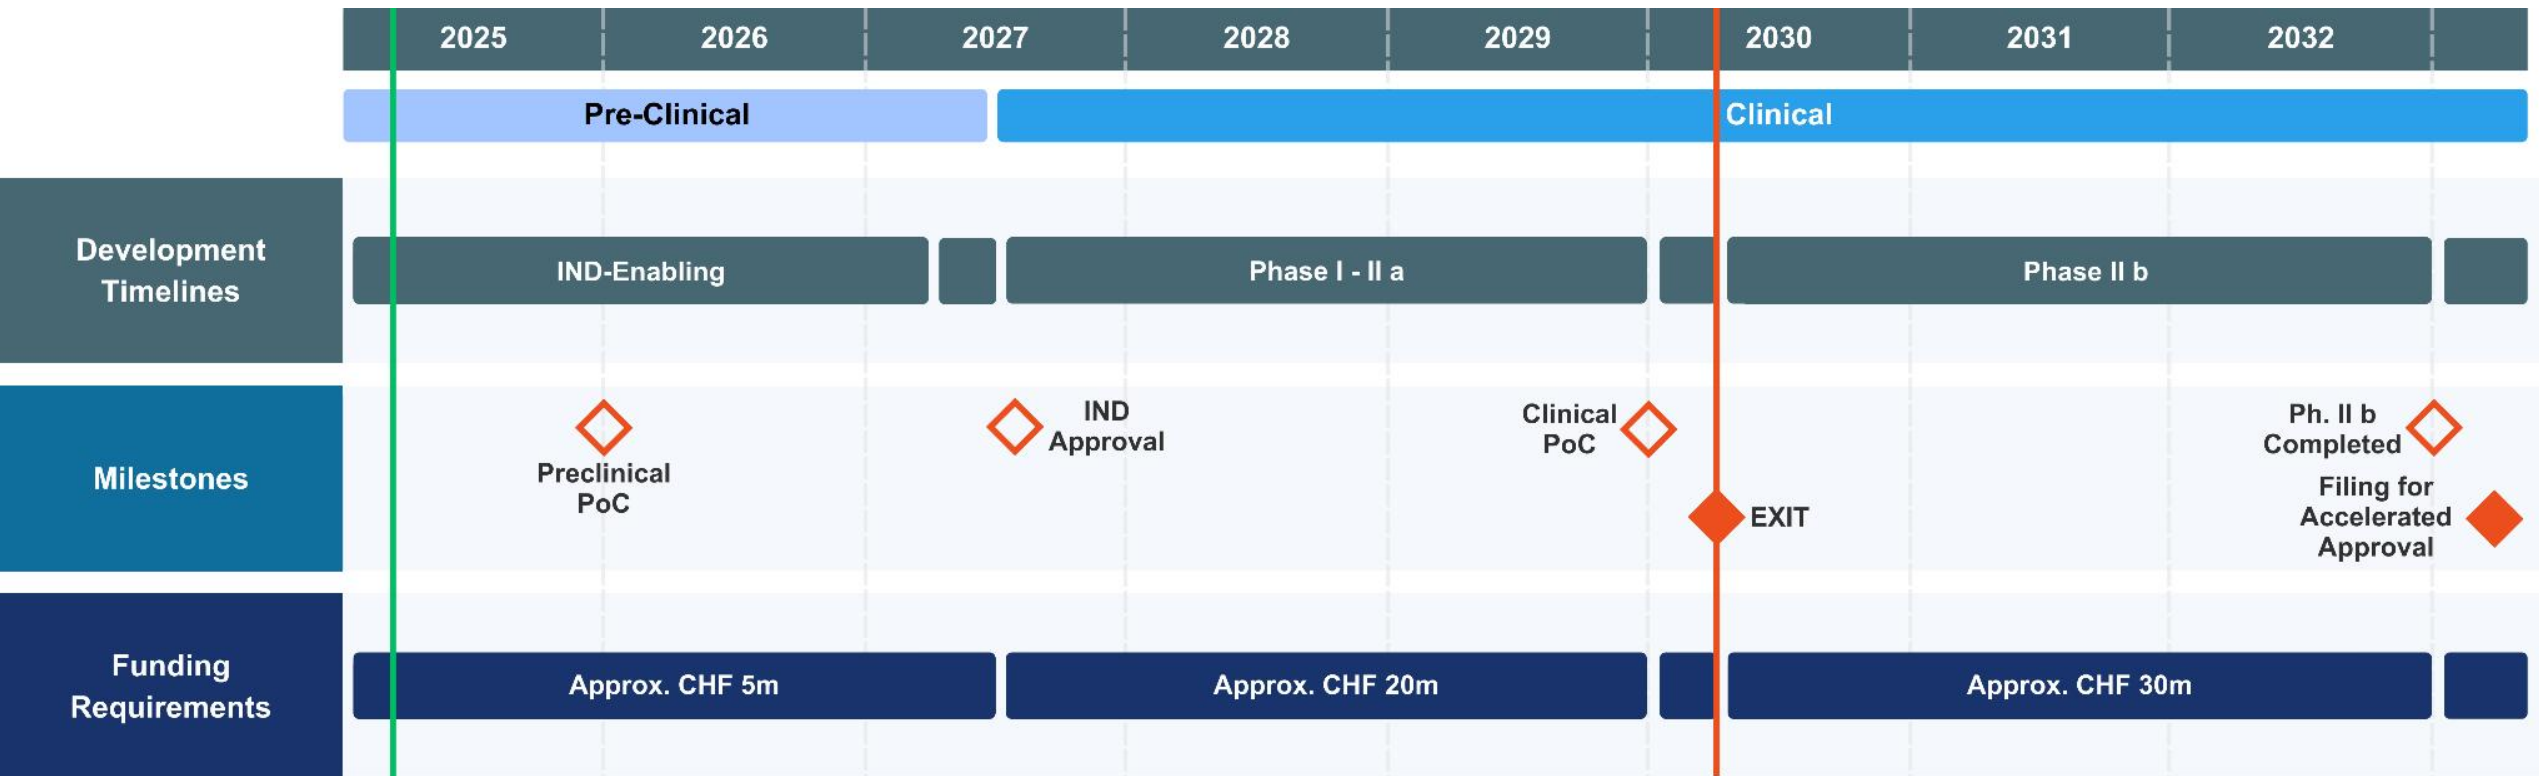 2025 2026 2027 2028 2029 2030 2031 2032
Pre-Clinical
Clinical
Development
Timelines
IND-Enabling
Phase I - II a
Phase II b
Milestones
Preclinical
PoC
IND
Approval
Clinical
PoC
EXIT
Ph. II b
Completed
Filing for
Accelerated
Approval
Funding
Requirements
Approx. CHF 5m
Approx. CHF 20m
Approx. CHF 30m